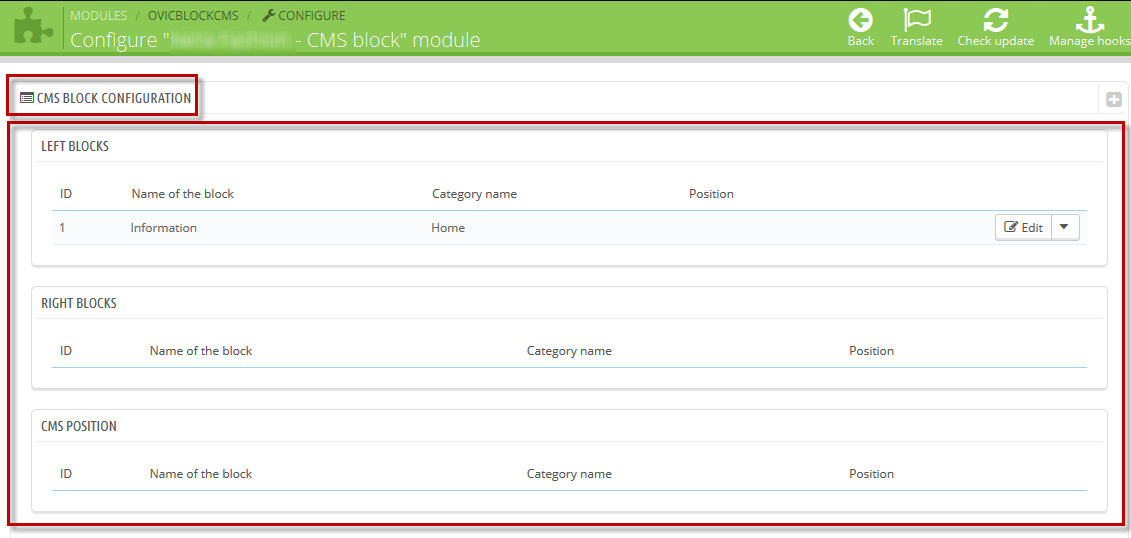 MODULES / OVICBLOCKCMS / CONFIGURE
Configure " - CMS block" module
Back
Translate
Check update
Manage hooks
CMS BLOCK CONFIGURATION
LEFT BLOCKS
ID Name of the block Category name Position
1 Information Home Edit
RIGHT BLOCKS
ID Name of the block Category name Position
CMS POSITION
ID Name of the block Category name Position